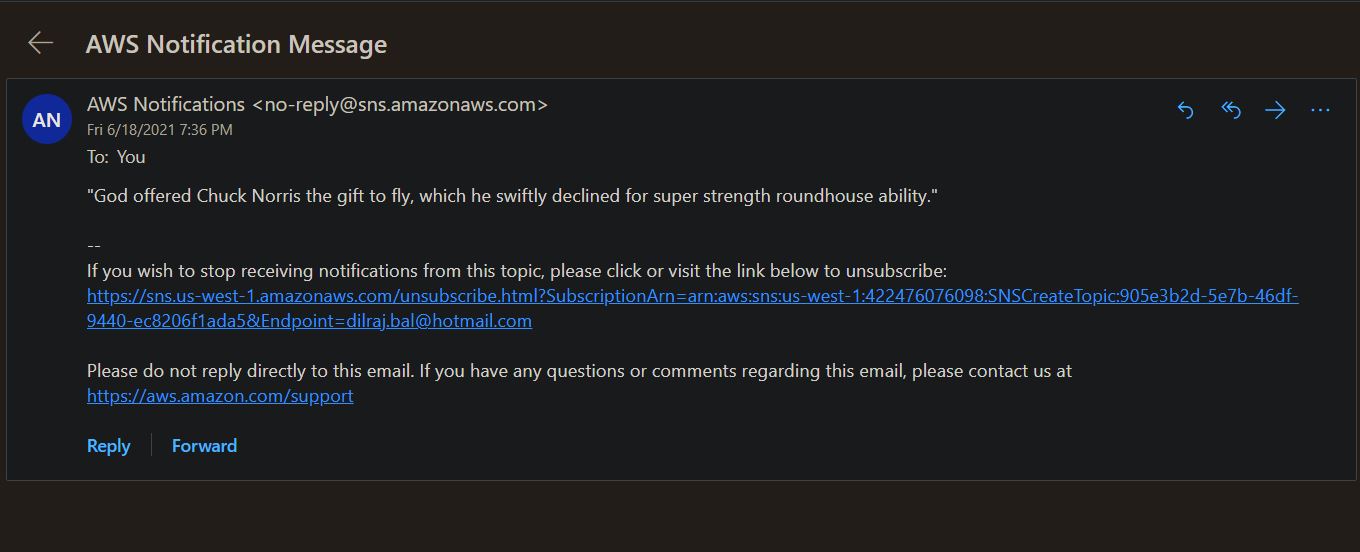 AWS Notification Message
AN
AWS Notifications <no-reply@sns.amazonaws.com>
Fri 6/18/2021 7:36 PM
To: You
"God offered Chuck Norris the gift to fly, which he swiftly declined for super strength roundhouse ability."
--
If you wish to stop receiving notifications from this topic, please click or visit the link below to unsubscribe:
https://sns.us-west-1.amazonaws.com/unsubscribe.html?SubscriptionArn=arn:aws:sns:us-west-1:422476076098:SNSCreateTopic:905e3b2d-5e7b-46df-
9440-ec8206f1ada5&Endpoint=dilraj.bal@hotmail.com
Please do not reply directly to this email. If you have any questions or comments regarding this email, please contact us at
https://aws.amazon.com/support
Reply
Forward